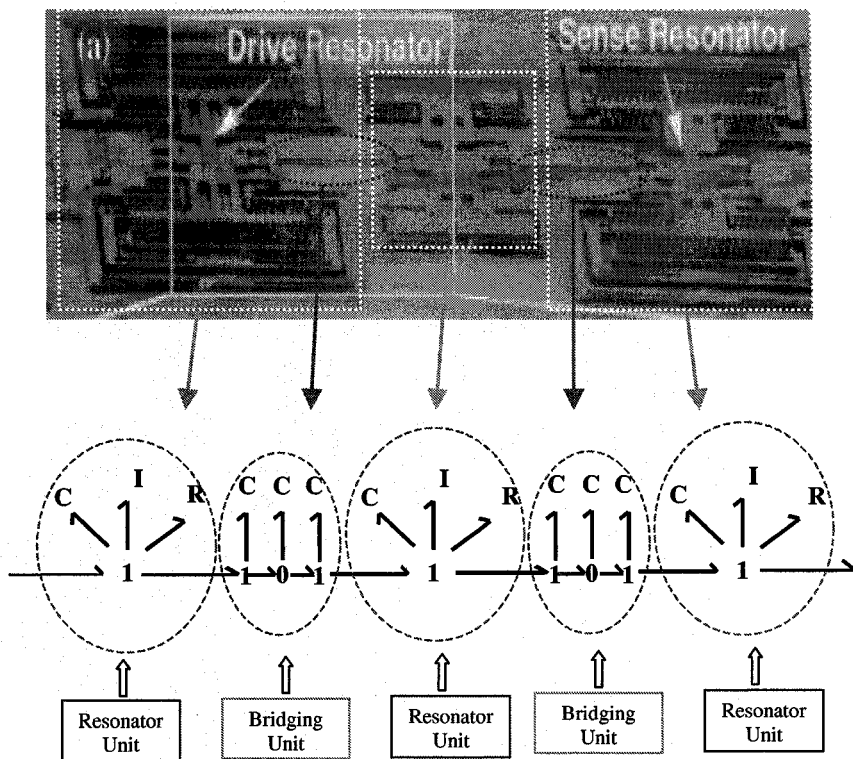 (a) Drive Resonator Sense Resonator
C I R C C C C I R C C C C I R
1 1 0 1 1 1 0 1 1
Resonator Unit
Bridging Unit
Resonator Unit
Bridging Unit
Resonator Unit